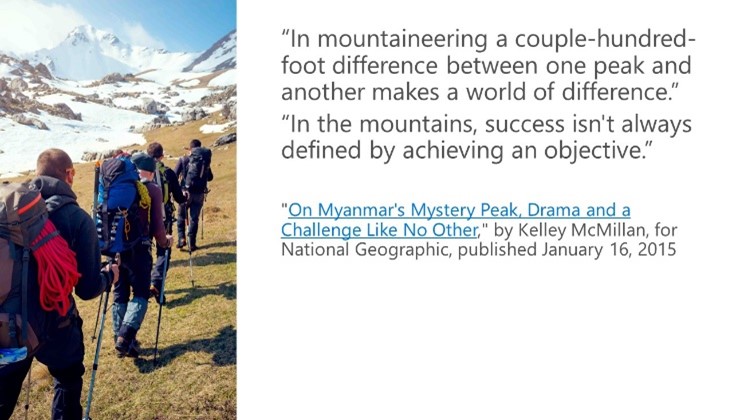 “In mountaineering a couple-hundred-
foot difference between one peak and
another makes a world of difference.”
“In the mountains, success isn't always
defined by achieving an objective.”
"On Myanmar's Mystery Peak, Drama and a
Challenge Like No Other," by Kelley McMillan, for
National Geographic, published January 16, 2015